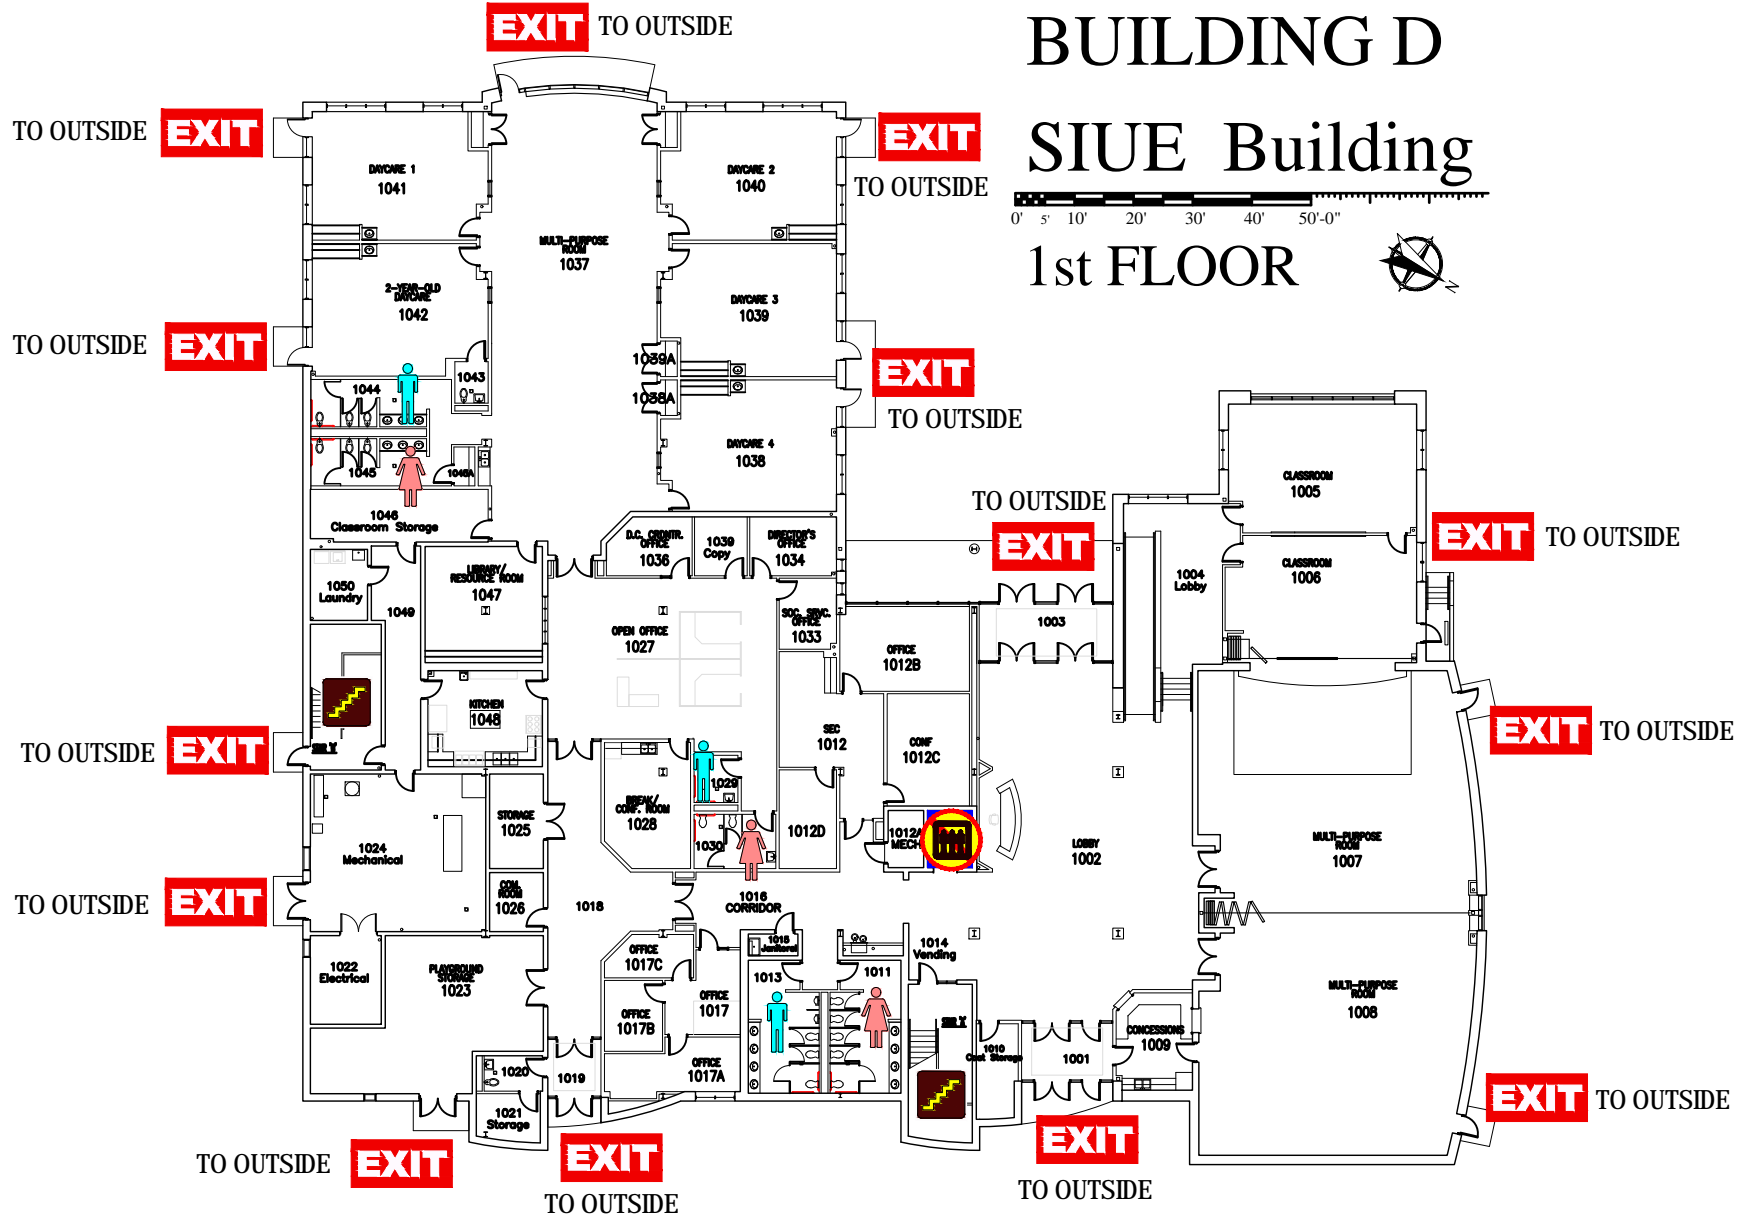 EXIT TO OUTSIDE
BUILDING D
SIUE Building
0' 5' 10' 20' 30' 40' 50'-0"
1st FLOOR
N
TO OUTSIDE EXIT
EXIT
TO OUTSIDE
DAYCARE 1
1041
DAYCARE 2
1040
MULTI-PURPOSE
ROOM
1037
2-YEAR-OLD
DAYCARE
1042
DAYCARE 3
1039
TO OUTSIDE EXIT
1039A
1038A
EXIT
TO OUTSIDE
1043
1044
1045
1045A
DAYCARE 4
1038
1046
Classroom Storage
D.C. CRDNTR.
OFFICE
1036
1039
Copy
DIRECTOR'S
OFFICE
1034
TO OUTSIDE
EXIT
CLASSROOM
1005
EXIT TO OUTSIDE
CLASSROOM
1006
1004
Lobby
1050
Laundry
1049
LIBRARY/
RESOURCE ROOM
1047
SOC. SRVC.
OFFICE
1033
OPEN OFFICE
1027
OFFICE
1012B
1003
KITCHEN
1048
SEC
1012
CONF
1012C
EXIT TO OUTSIDE
TO OUTSIDE EXIT
1029
BREAK/
CONF. ROOM
1028
1030
1012D
1012A
MECH
LOBBY
1002
MULTI-PURPOSE
ROOM
1007
STORAGE
1025
1024
Mechanical
COM.
ROOM
1026
TO OUTSIDE EXIT
1018
1016
CORRIDOR
1015
Janitorial
1014
Vending
1022
Electrical
PLAYGROUND
STORAGE
1023
OFFICE
1017C
OFFICE
1017
OFFICE
1017B
OFFICE
1017A
1013
1011
MULTI-PURPOSE
ROOM
1008
CONCESSIONS
1009
1010
Coat Storage
1001
1020
1019
1021
Storage
EXIT TO OUTSIDE
TO OUTSIDE EXIT
EXIT
TO OUTSIDE
EXIT
TO OUTSIDE